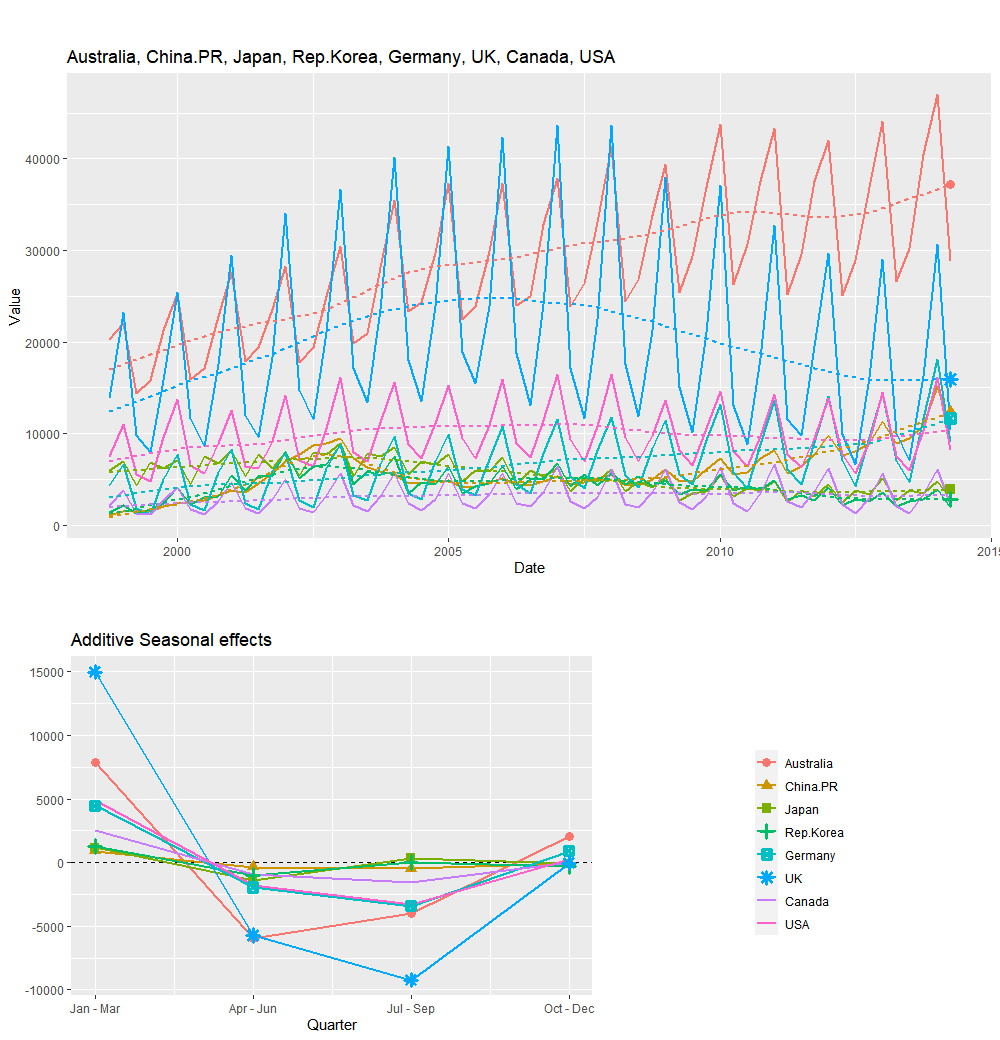 Australia, China.PR, Japan, Rep.Korea, Germany, UK, Canada, USA
Value
40000
30000
20000
10000
0
2000
2005
2010
2015
Date
Additive Seasonal effects
15000
10000
5000
0
-5000
-10000
Jan - Mar
Apr - Jun
Jul - Sep
Oct - Dec
Quarter
Australia
China.PR
Japan
Rep.Korea
Germany
UK
Canada
USA